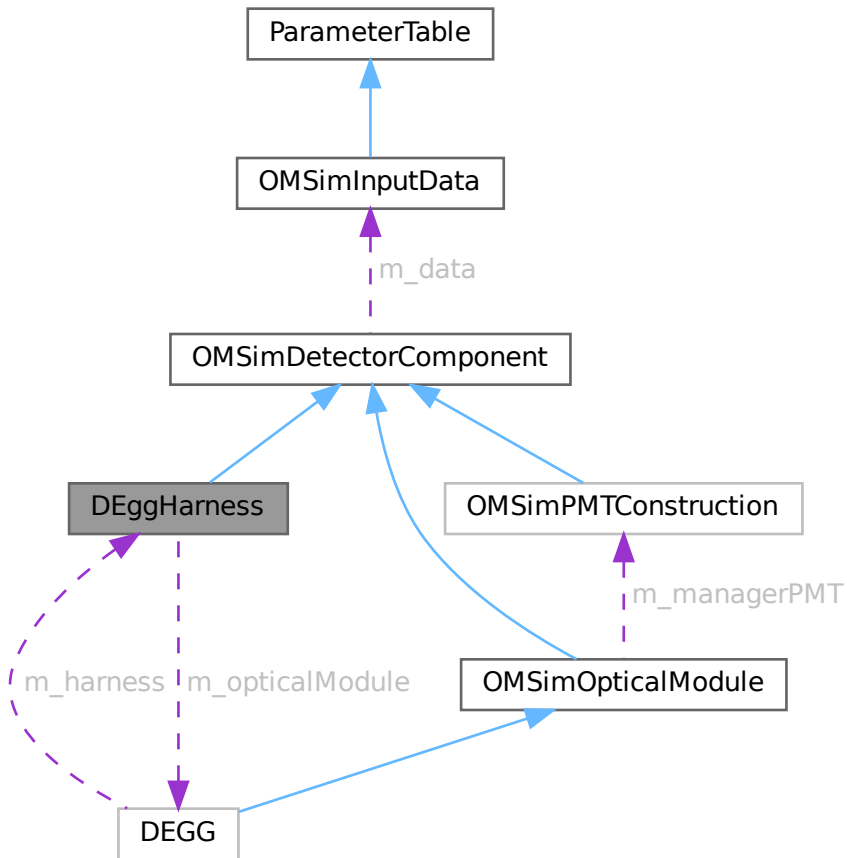 ParameterTable
OMSimInputData
m_data
OMSimDetectorComponent
DEggHarness
OMSimPMTConstruction
m_managerPMT
m_harness
m_opticalModule
OMSimOpticalModule
DEGG